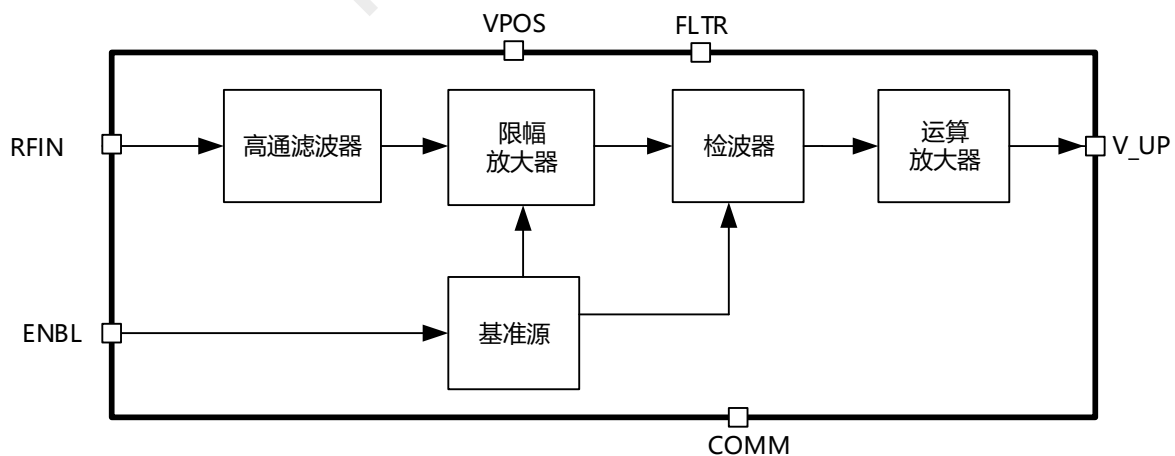 VPOS
FLTR
RFIN
高通滤波器
限幅
放大器
检波器
运算
放大器
V_UP
ENBL
基准源
COMM